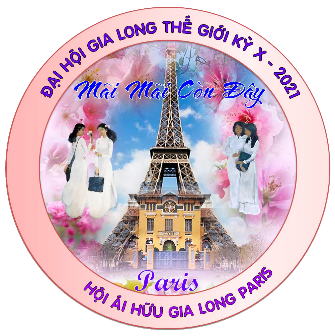 ĐẠI HỘI GIA LONG THẾ GIỚI KỲ X - 2021
Mãi Mãi Còn Đây
Paris
HỘI ÁI HỮU GIA LONG PARIS